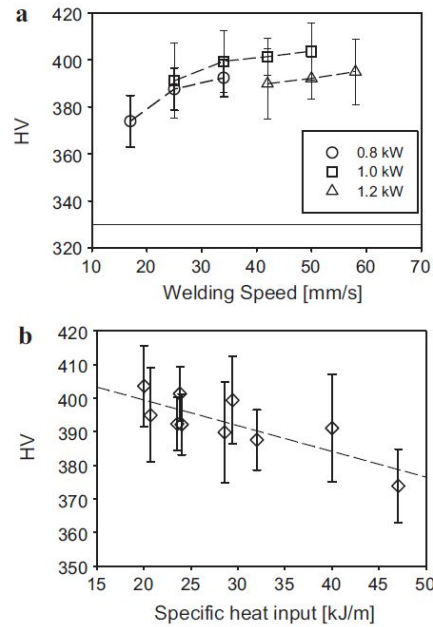 a
420
400
380
360
340
320
HV
0.8 kW
1.0 kW
1.2 kW
10 20 30 40 50 60 70
Welding Speed [mm/s]
b
420
410
400
390
380
370
360
350
HV
15 20 25 30 35 40 45 50
Specific heat input [kJ/m]